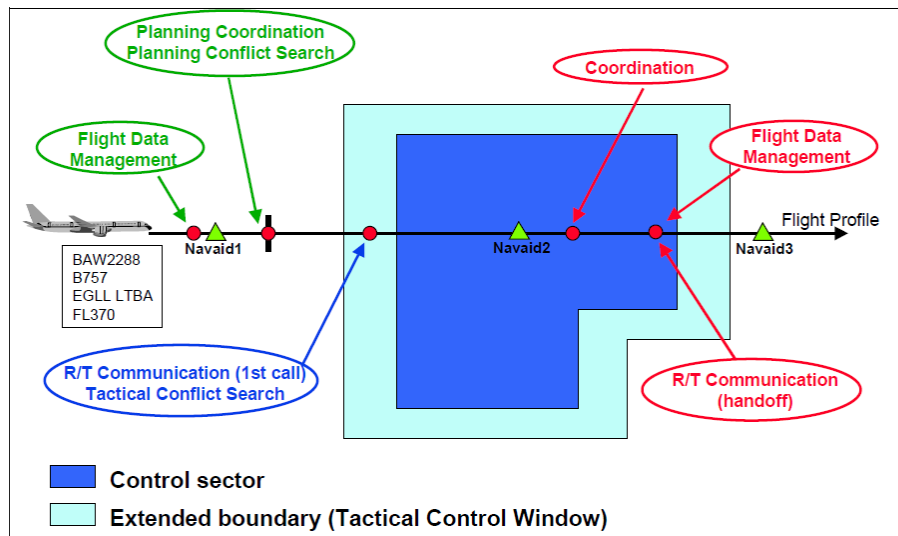 Planning Coordination
Planning Conflict Search
Coordination
Flight Data
Management
Flight Data
Management
Flight Profile
Navaid1
Navaid2
Navaid3
BAW2288
B757
EGLL LTBA
FL370
R/T Communication (1st call)
Tactical Conflict Search
R/T Communication
(handoff)
Control sector
Extended boundary (Tactical Control Window)